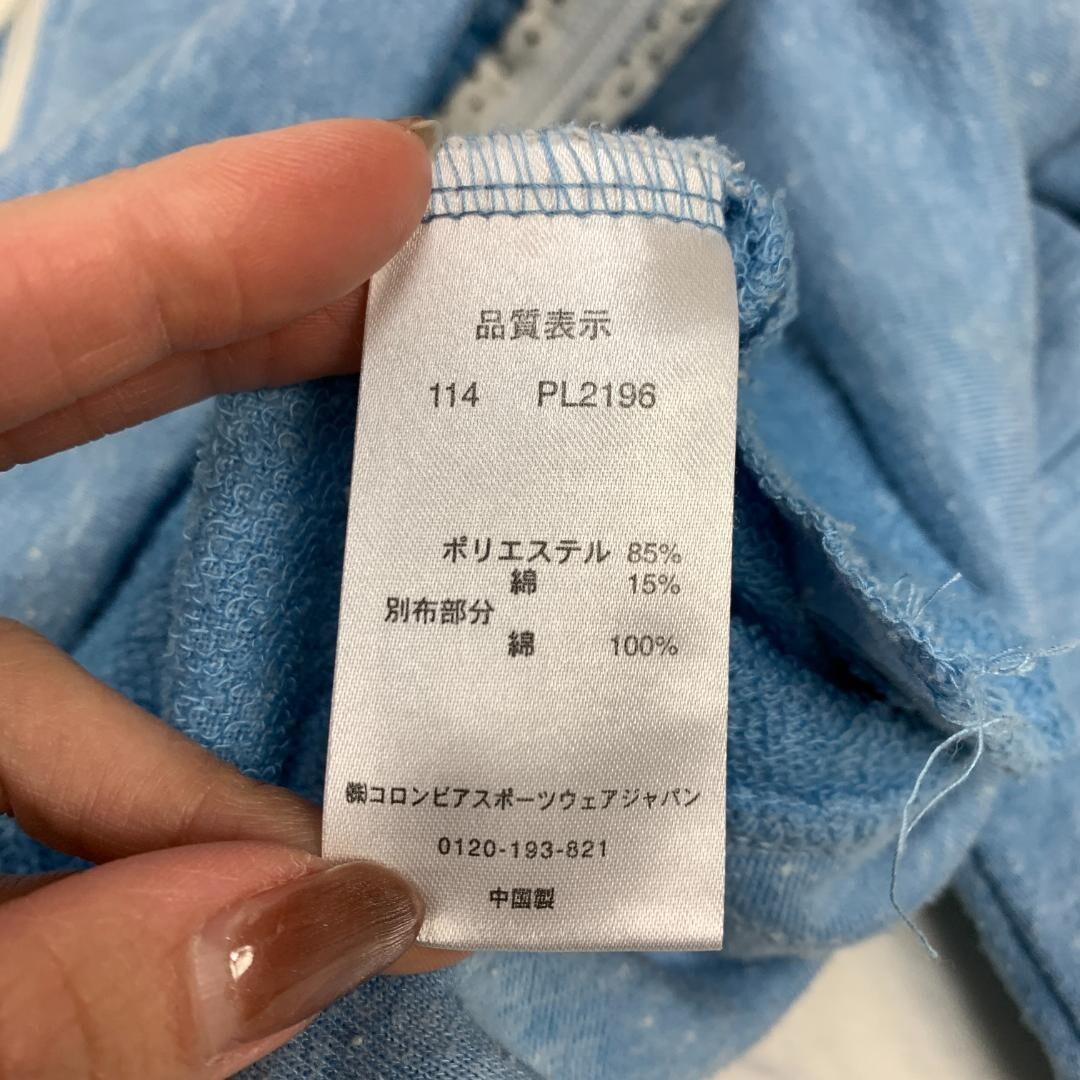 品質表示
114 PL2196
ポリエステル 85%
綿 15%
別布部分
綿 100%
㈱コロンビアスポーツウェアジャパン
0120-193-821
中国製